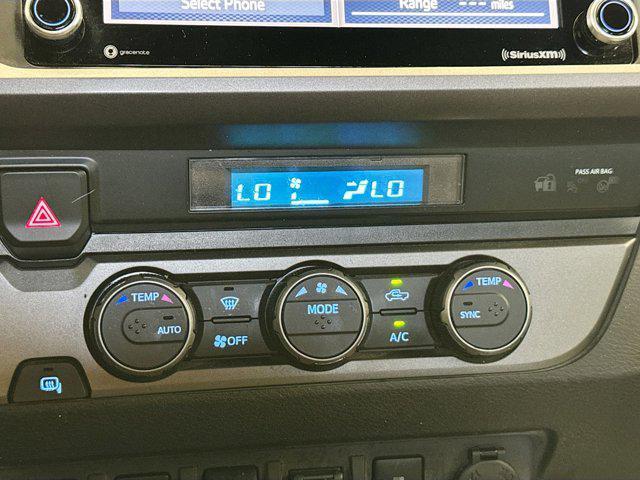 Select Phone
Range --- miles
gracenote
((SiriusXM))
PASS AIR BAG
LO LO
TEMP
AUTO
OFF
MODE
A/C
TEMP
SYNC